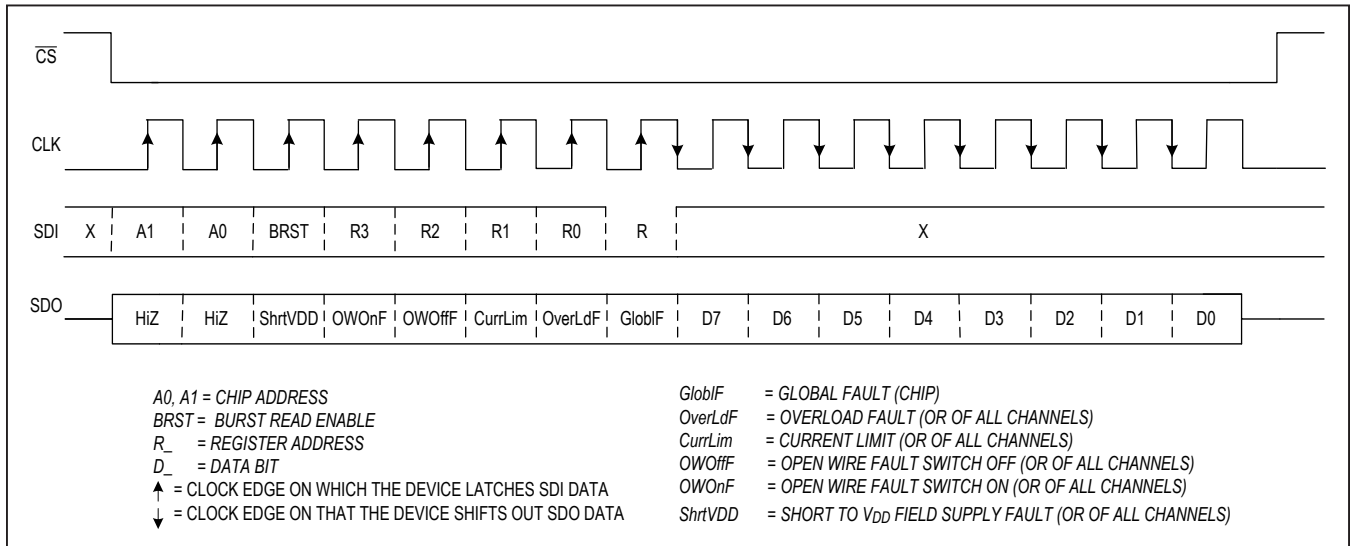 CS
CLK
SDI X A1 A0 BRST R3 R2 R1 R0 R X
SDO HiZ HiZ ShrtVDD OWOnF OWOffF CurrLim OverLdF GloblF D7 D6 D5 D4 D3 D2 D1 D0
A0, A1 = CHIP ADDRESS
BRST = BURST READ ENABLE
R_ = REGISTER ADDRESS
D_ = DATA BIT
↑ = CLOCK EDGE ON WHICH THE DEVICE LATCHES SDI DATA
↓ = CLOCK EDGE ON THAT THE DEVICE SHIFTS OUT SDO DATA
GloblF = GLOBAL FAULT (CHIP)
OverLdF = OVERLOAD FAULT (OR OF ALL CHANNELS)
CurrLim = CURRENT LIMIT (OR OF ALL CHANNELS)
OWOffF = OPEN WIRE FAULT SWITCH OFF (OR OF ALL CHANNELS)
OWOnF = OPEN WIRE FAULT SWITCH ON (OR OF ALL CHANNELS)
ShrtVDD = SHORT TO VDD FIELD SUPPLY FAULT (OR OF ALL CHANNELS)